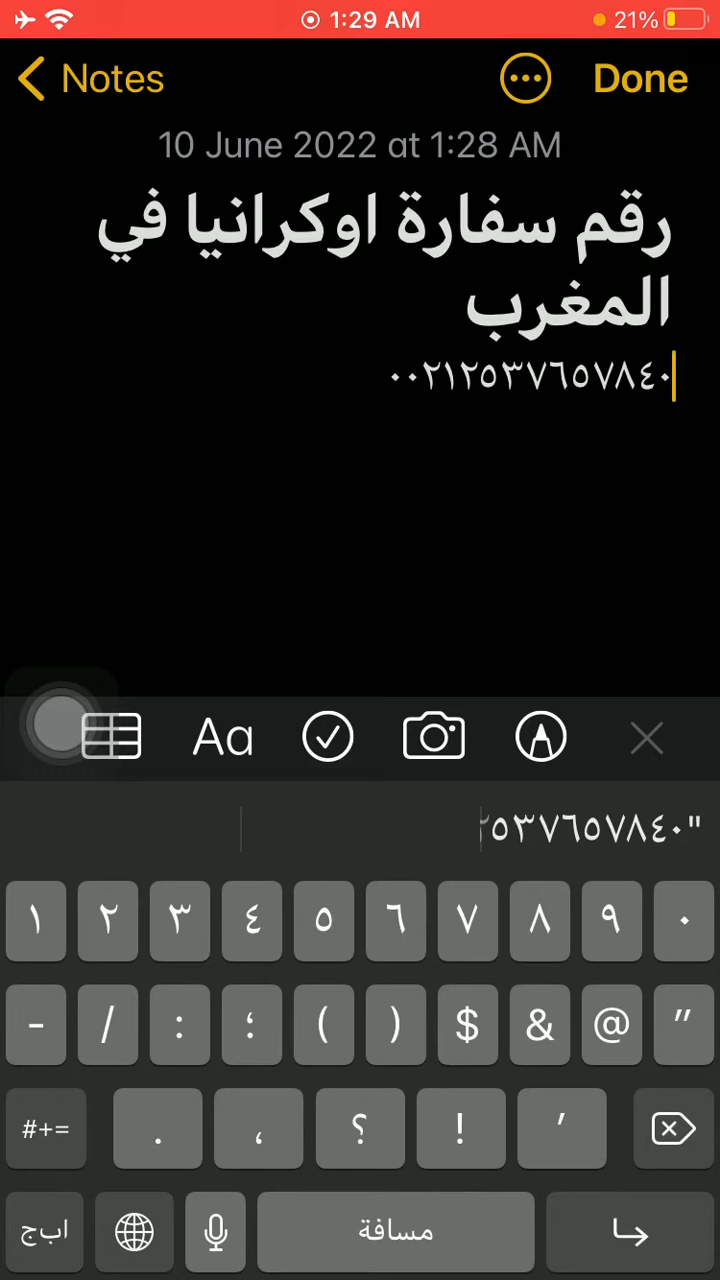 1:29 AM
21%
Notes
Done
10 June 2022 at 1:28 AM
رقم سفارة اوكرانيا في
المغرب
٠٠٢١٢٥٣٧٦٥٧٨٤٠
Aa
٢٥٣٧٦٥٧٨٤٠"
١ ٢ ٣ ٤ ٥ ٦ ٧ ٨ ٩ ٠
- / : ؛ ( ) $ & @ ”
#+= . ، ؟ ! ’
اب‌ج مسافة